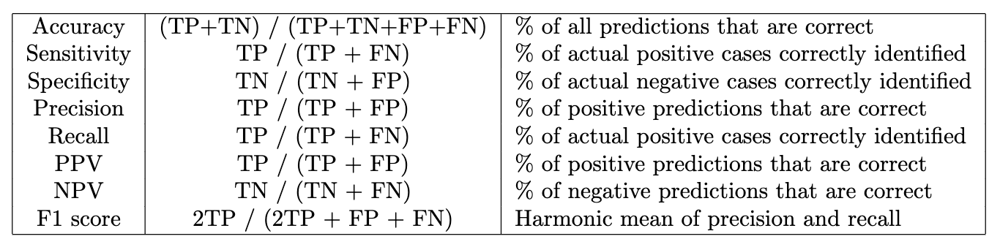 Accuracy (TP+TN) / (TP+TN+FP+FN) % of all predictions that are correct
Sensitivity TP / (TP + FN) % of actual positive cases correctly identified
Specificity TN / (TN + FP) % of actual negative cases correctly identified
Precision TP / (TP + FP) % of positive predictions that are correct
Recall TP / (TP + FN) % of actual positive cases correctly identified
PPV TP / (TP + FP) % of positive predictions that are correct
NPV TN / (TN + FN) % of negative predictions that are correct
F1 score 2TP / (2TP + FP + FN) Harmonic mean of precision and recall